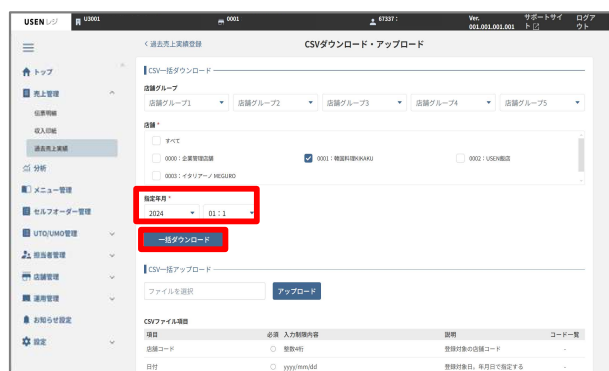 USEN レジ U3001 0001 67337： Ver. 001.001.001.001 サポートサイト ログアウト
＜ 過去売上実績登録 CSVダウンロード・アップロード
トップ
売上管理
伝票明細
収入印紙
過去売上実績
分析
メニュー管理
セルフオーダー管理
UTO/UMO管理
担当者管理
店舗管理
運用管理
お知らせ設定
設定
CSV一括ダウンロード
店舗グループ
店舗グループ1 店舗グループ2 店舗グループ3 店舗グループ4 店舗グループ5
店舗 *
すべて
0000：企業管理店舗 0001：韓国料理KIKAKU 0002：USEN飯店
0003：イタリアーノ MEGURO
指定年月 *
2024 01：1
一括ダウンロード
CSV一括アップロード
ファイルを選択 アップロード
CSVファイル項目
項目 必須 入力制限内容 説明 コード一覧
店舗コード ○ 整数4桁 登録対象の店舗コード -
日付 ○ yyyy/mm/dd 登録対象日。年月日で指定する -